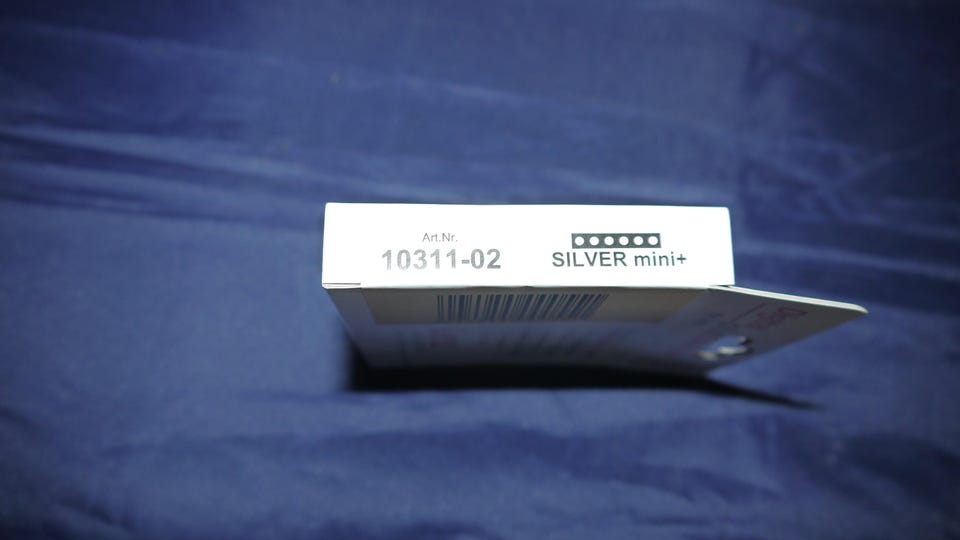 Art.Nr.
10311-02
SILVER mini+